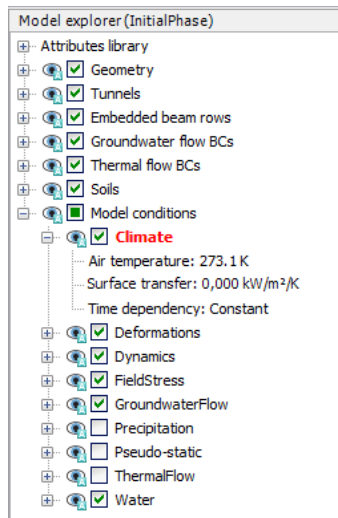 Model explorer (InitialPhase)
Attributes library
Geometry
Tunnels
Embedded beam rows
Groundwater flow BCs
Thermal flow BCs
Soils
Model conditions
Climate
Air temperature: 273.1 K
Surface transfer: 0,000 kW/m²/K
Time dependency: Constant
Deformations
Dynamics
FieldStress
GroundwaterFlow
Precipitation
Pseudo-static
ThermalFlow
Water